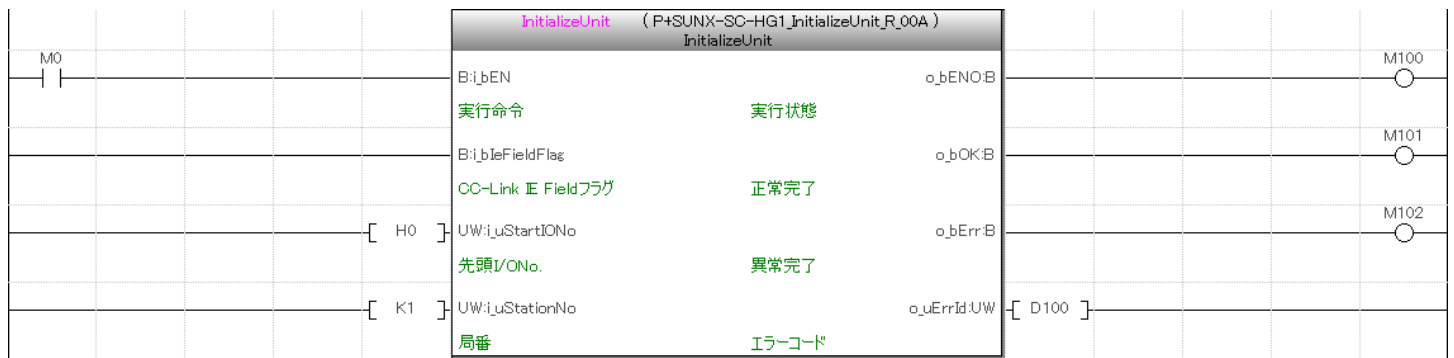 InitializeUnit (P+SUNX-SC-HG1_InitializeUnit_R_00A)
InitializeUnit
M0
B:i_bEN
o_bENO:B
M100
実行命令
実行状態
B:i_bIeFieldFlag
o_bOK:B
M101
CC-Link IE Fieldフラグ
正常完了
H0
UW:i_uStartIONo
o_bErr:B
M102
先頭I/ONo.
異常完了
K1
UW:i_uStationNo
o_uErrId:UW
D100
局番
エラーコード